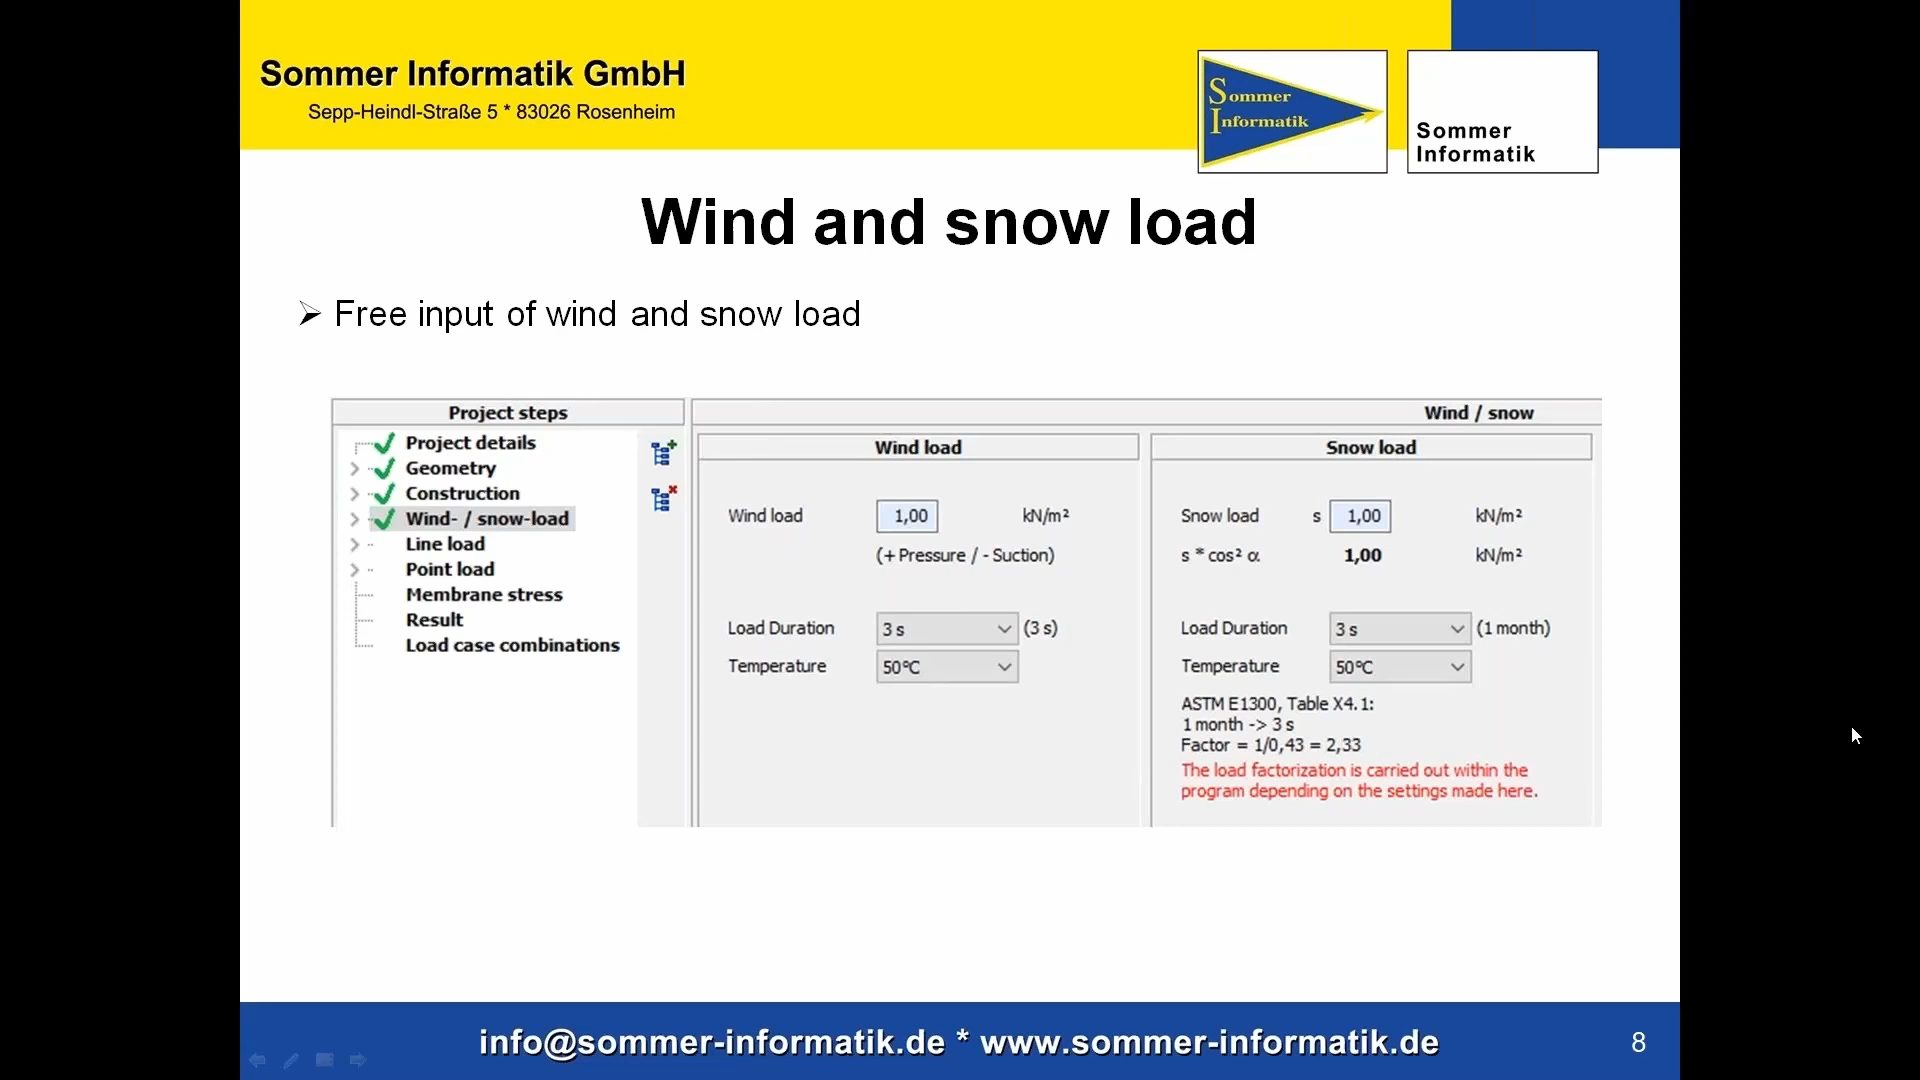 Sommer Informatik GmbH
Sepp-Heindl-Straße 5 * 83026 Rosenheim
Sommer
Informatik
Sommer
Informatik
Wind and snow load
➢ Free input of wind and snow load
Project steps
Project details
Geometry
Construction
Wind- / snow-load
Line load
Point load
Membrane stress
Result
Load case combinations
Wind / snow
Wind load
Wind load 1,00 kN/m²
(+ Pressure / - Suction)
Load Duration 3 s (3 s)
Temperature 50°C
Snow load
Snow load s 1,00 kN/m²
s * cos² α 1,00 kN/m²
Load Duration 3 s (1 month)
Temperature 50°C
ASTM E1300, Table X4.1:
1 month -> 3 s
Factor = 1/0,43 = 2,33
The load factorization is carried out within the
program depending on the settings made here.
info@sommer-informatik.de * www.sommer-informatik.de
8